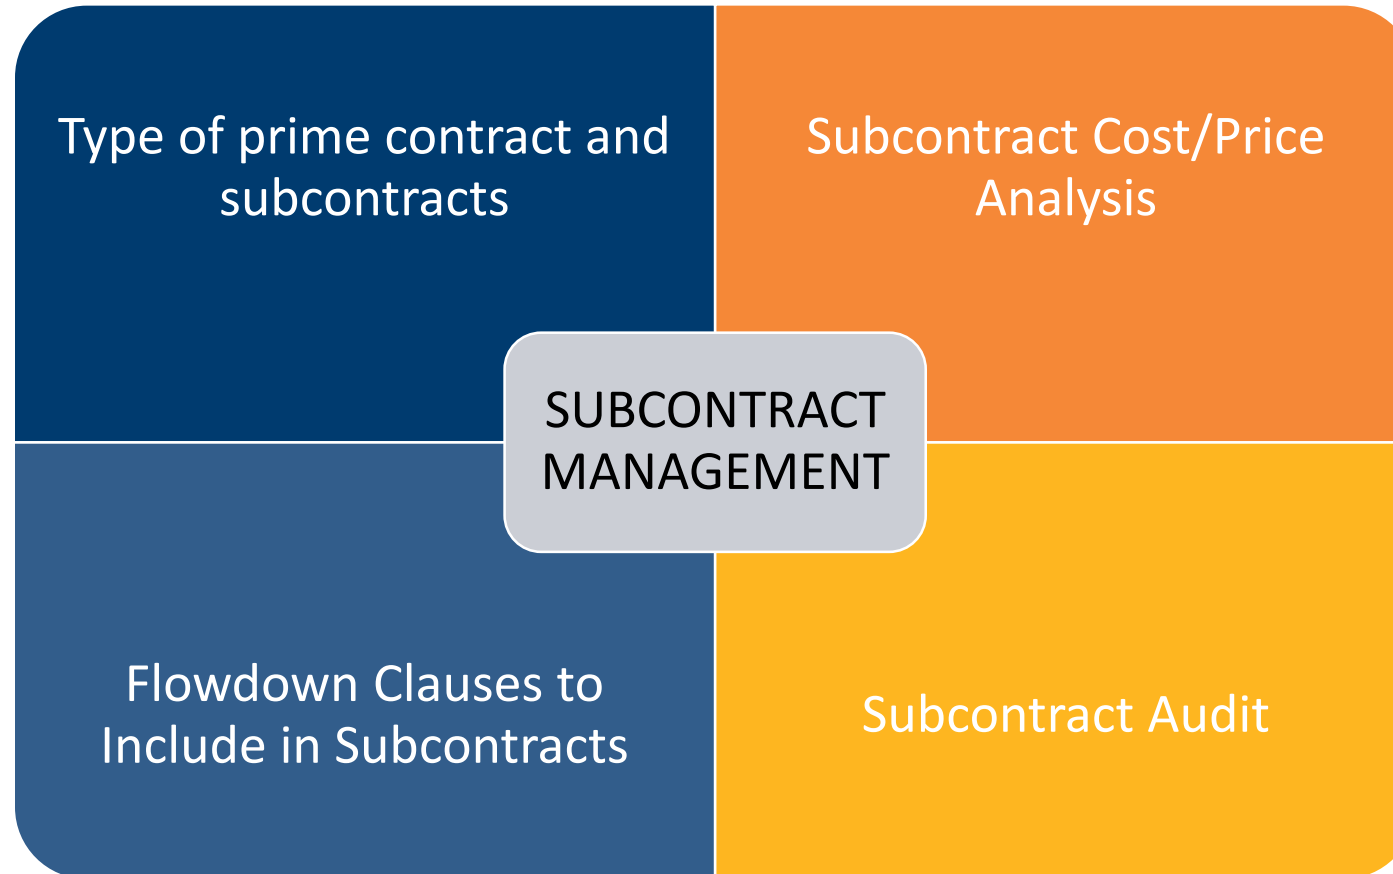 Type of prime contract and
subcontracts
Subcontract Cost/Price
Analysis
SUBCONTRACT
MANAGEMENT
Flowdown Clauses to
Include in Subcontracts
Subcontract Audit